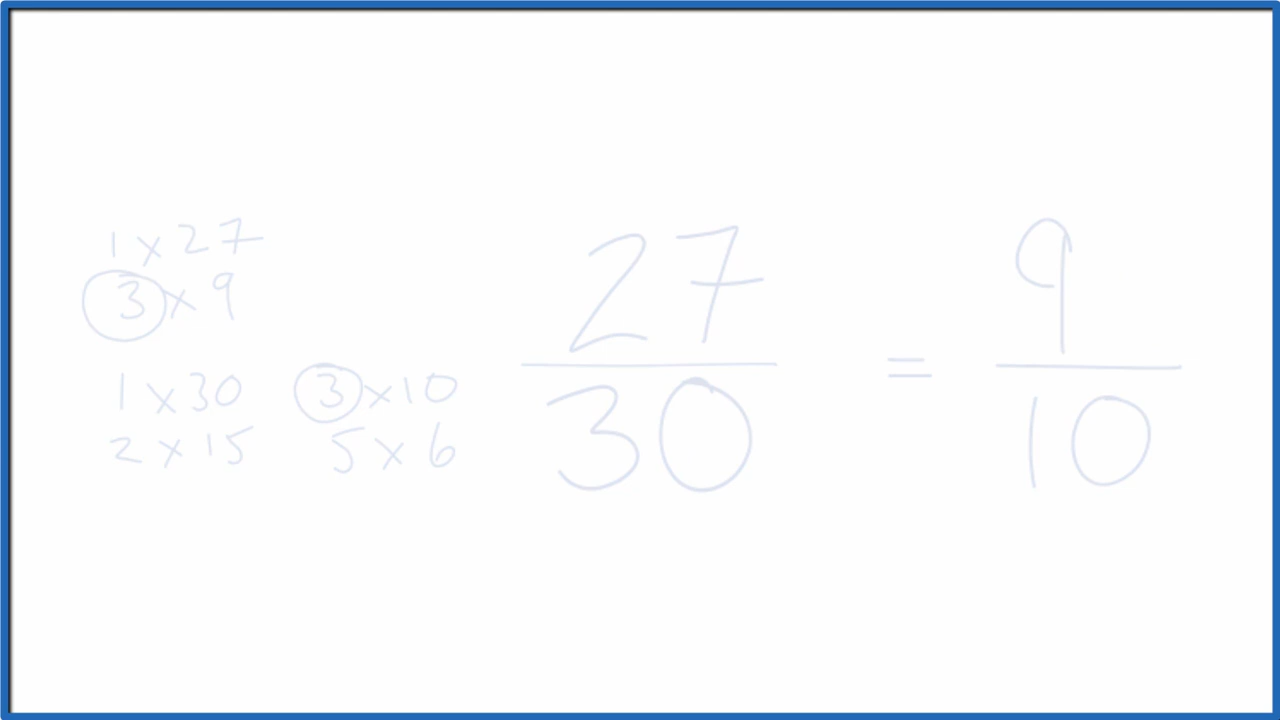 1 x 27
3 x 9
1 x 30 3 x 10
2 x 15 5 x 6
27/30 = 9/10